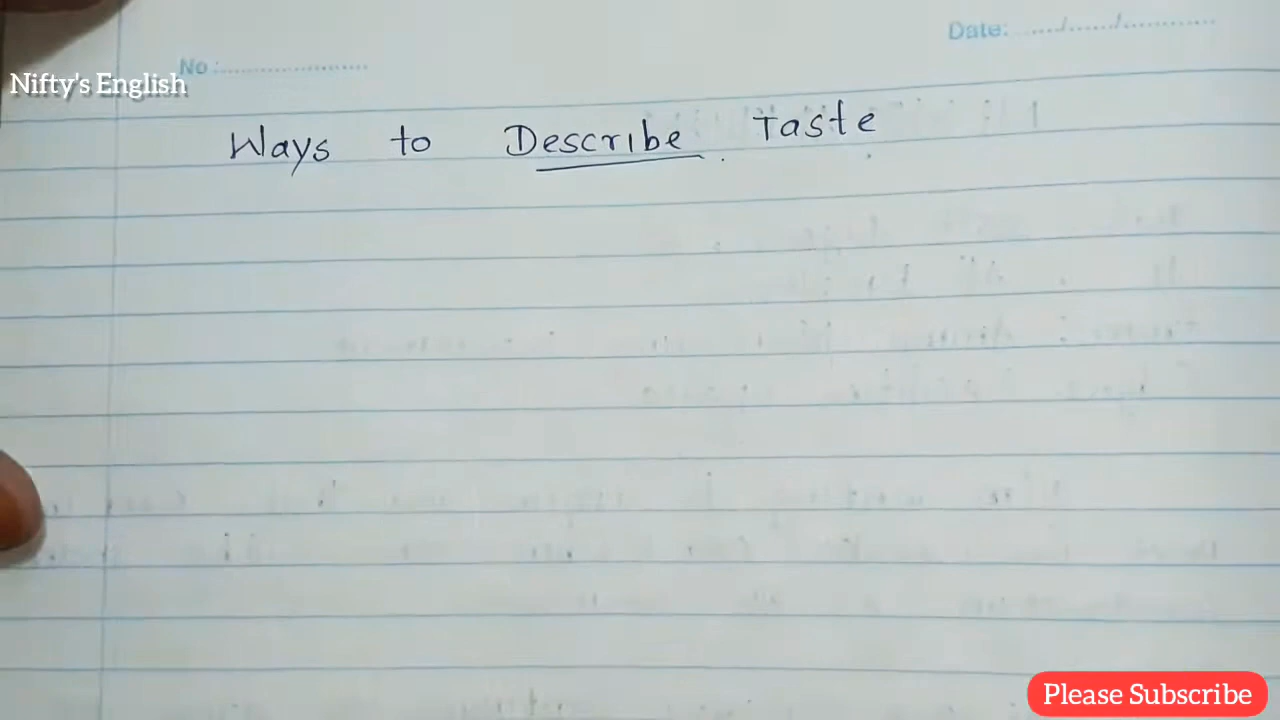 Date: ...../....../............
No :.....................
Nifty's English
Ways to Describe Taste
Please Subscribe